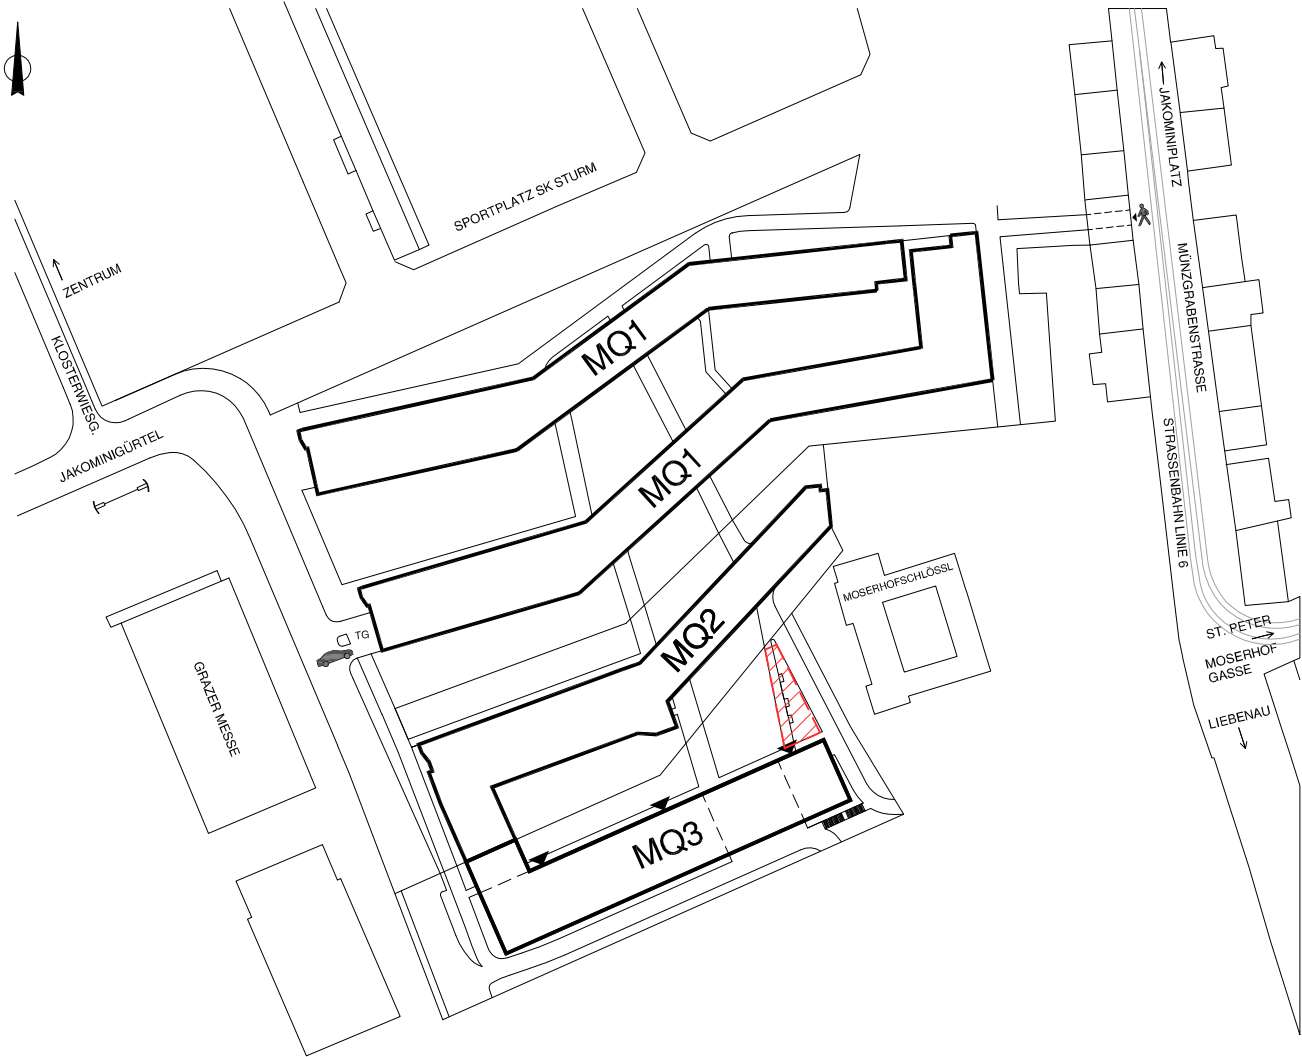 JAKOMINIPLATZ
SPORTPLATZ SK STURM
ZENTRUM
MÜNZGRABENSTRASSE
MQ1
KLOSTERWIESG.
JAKOMINIGÜRTEL
MQ1
STRASSENBAHN LINIE 6
MOSERHOFSCHLÖSSL
TG
MQ2
ST. PETER
MOSERHOF
GASSE
GRAZER MESSE
LIEBENAU
MQ3